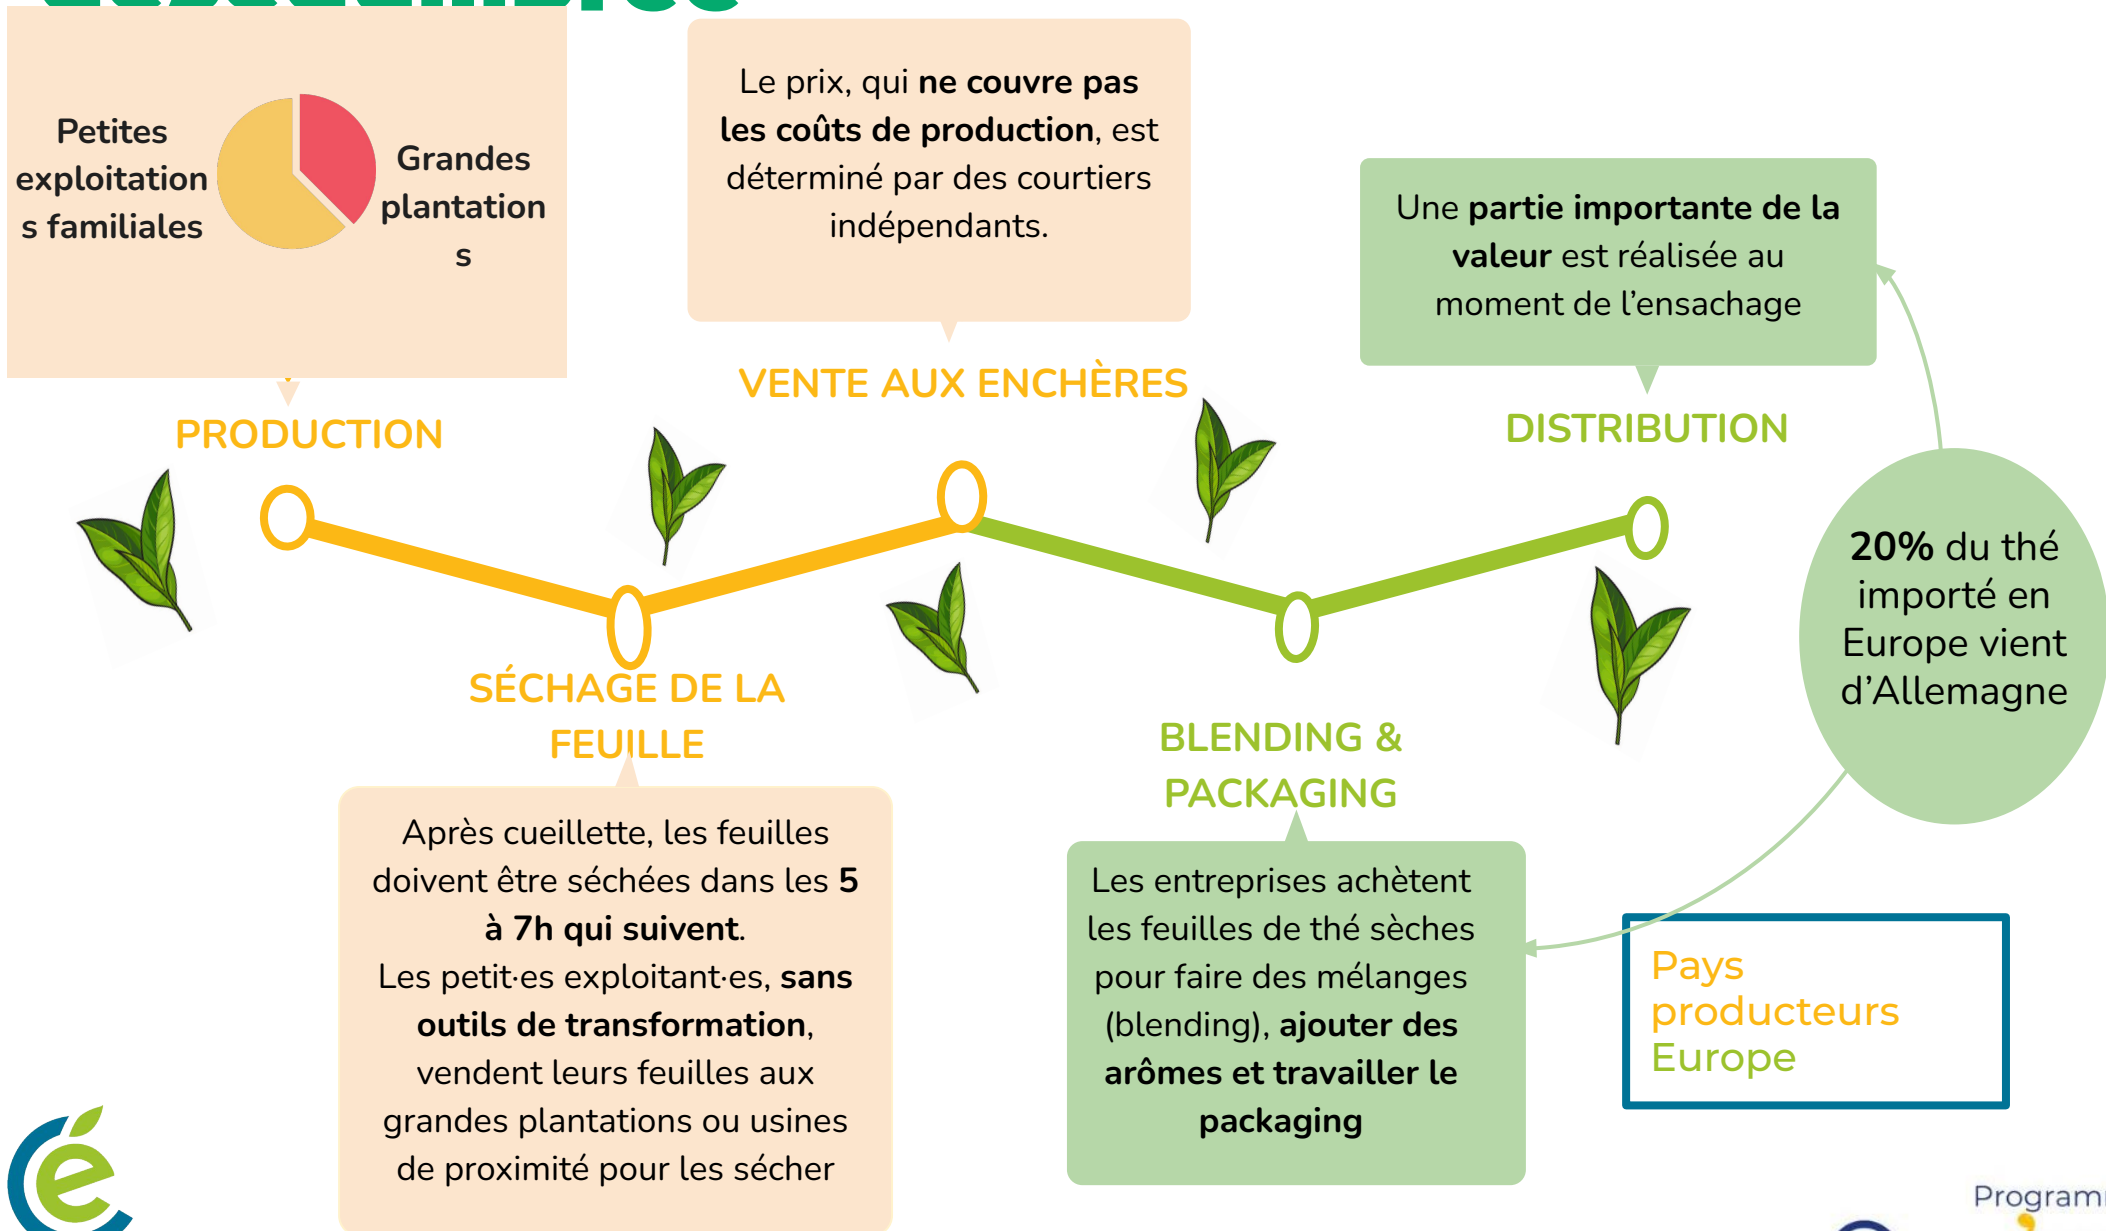 Petites
exploitation
s familiales
Grandes
plantation
s
PRODUCTION
Le prix, qui ne couvre pas
les coûts de production, est
déterminé par des courtiers
indépendants.
VENTE AUX ENCHÈRES
Une partie importante de la
valeur est réalisée au
moment de l'ensachage
DISTRIBUTION
20% du thé
importé en
Europe vient
d'Allemagne
SÉCHAGE DE LA
FEUILLE
Après cueillette, les feuilles
doivent être séchées dans les 5
à 7h qui suivent.
Les petit·es exploitant·es, sans
outils de transformation,
vendent leurs feuilles aux
grandes plantations ou usines
de proximité pour les sécher
BLENDING &
PACKAGING
Les entreprises achètent
les feuilles de thé sèches
pour faire des mélanges
(blending), ajouter des
arômes et travailler le
packaging
Pays
producteurs
Europe
é